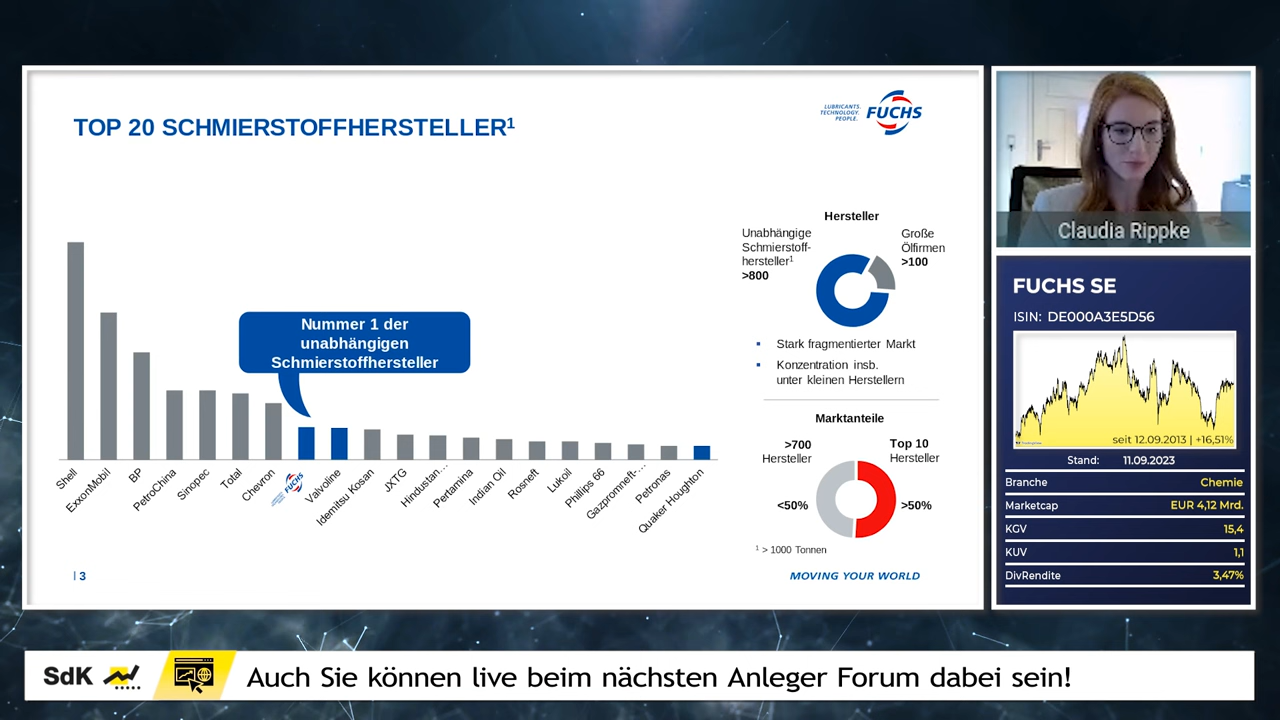 TOP 20 SCHMIERSTOFFHERSTELLER¹
LUBRICANTS.
TECHNOLOGY.
PEOPLE.
FUCHS
Nummer 1 der
unabhängigen
Schmierstoffhersteller
Shell
ExxonMobil
BP
PetroChina
Sinopec
Total
Chevron
FUCHS
Valvoline
Idemitsu Kosan
JXTG
Hindustan…
Pertamina
Indian Oil
Rosneft
Lukoil
Phillips 66
Gazpromneft-…
Petronas
Quaker Houghton
Hersteller
Unabhängige
Schmierstoff-
hersteller¹
>800
Große
Ölfirmen
>100
Stark fragmentierter Markt
Konzentration insb.
unter kleinen Herstellern
Marktanteile
>700
Hersteller
Top 10
Hersteller
<50%
>50%
¹ > 1000 Tonnen
| 3
MOVING YOUR WORLD
Claudia Rippke
FUCHS SE
ISIN: DE000A3E5D56
seit 12.09.2013 | +16,51%
Stand: 11.09.2023
Branche Chemie
Marketcap EUR 4,12 Mrd.
KGV 15,4
KUV 1,1
DivRendite 3,47%
SdK
Auch Sie können live beim nächsten Anleger Forum dabei sein!